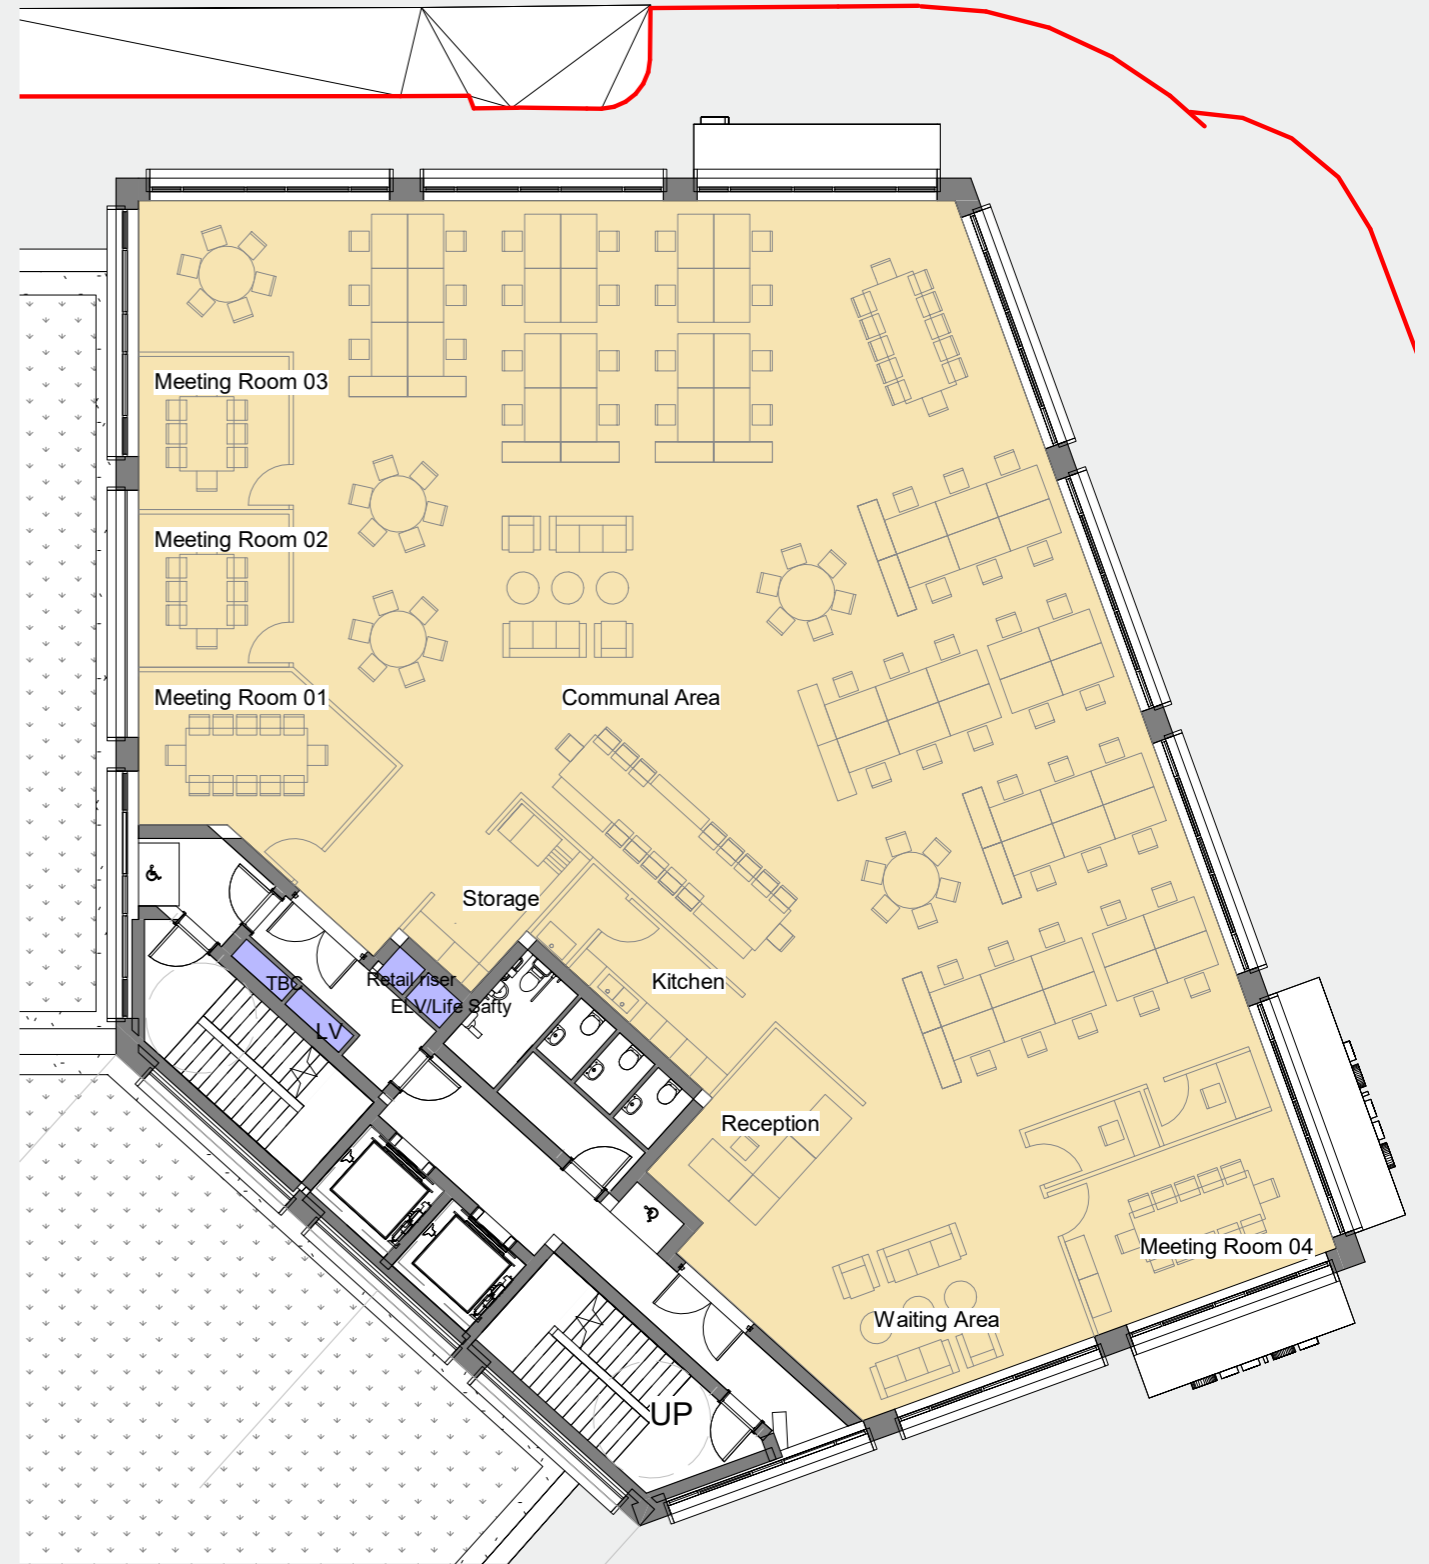 Meeting Room 03
Meeting Room 02
Meeting Room 01
Communal Area
Storage
Kitchen
TBC
Retail riser
ELV/Life Safty
LV
Reception
Meeting Room 04
Waiting Area
UP